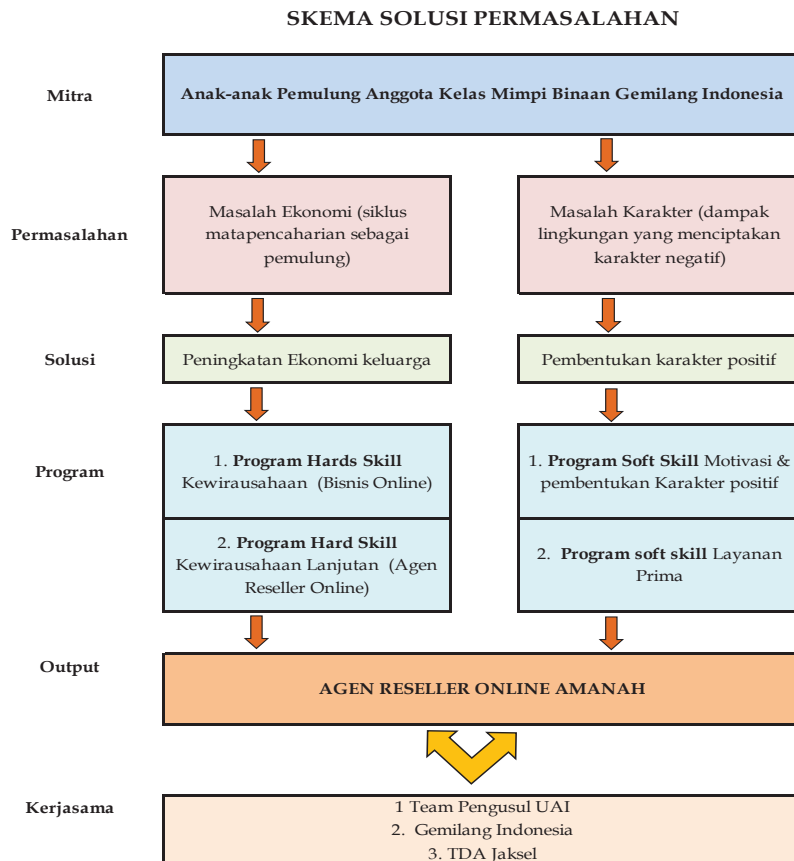 SKEMA SOLUSI PERMASALAHAN
Mitra
Anak-anak Pemulung Anggota Kelas Mimpi Binaan Gemilang Indonesia
Permasalahan
Masalah Ekonomi (siklus
matapencaharian sebagai
pemulung)
Masalah Karakter (dampak
lingkungan yang menciptakan
karakter negatif)
Solusi
Peningkatan Ekonomi keluarga
Pembentukan karakter positif
Program
1. Program Hards Skill
Kewirausahaan (Bisnis Online)
1. Program Soft Skill Motivasi &
pembentukan Karakter positif
2. Program Hard Skill
Kewirausahaan Lanjutan (Agen
Reseller Online)
2. Program soft skill Layanan
Prima
Output
AGEN RESELLER ONLINE AMANAH
Kerjasama
1 Team Pengusul UAI
2. Gemilang Indonesia
3. TDA Jaksel